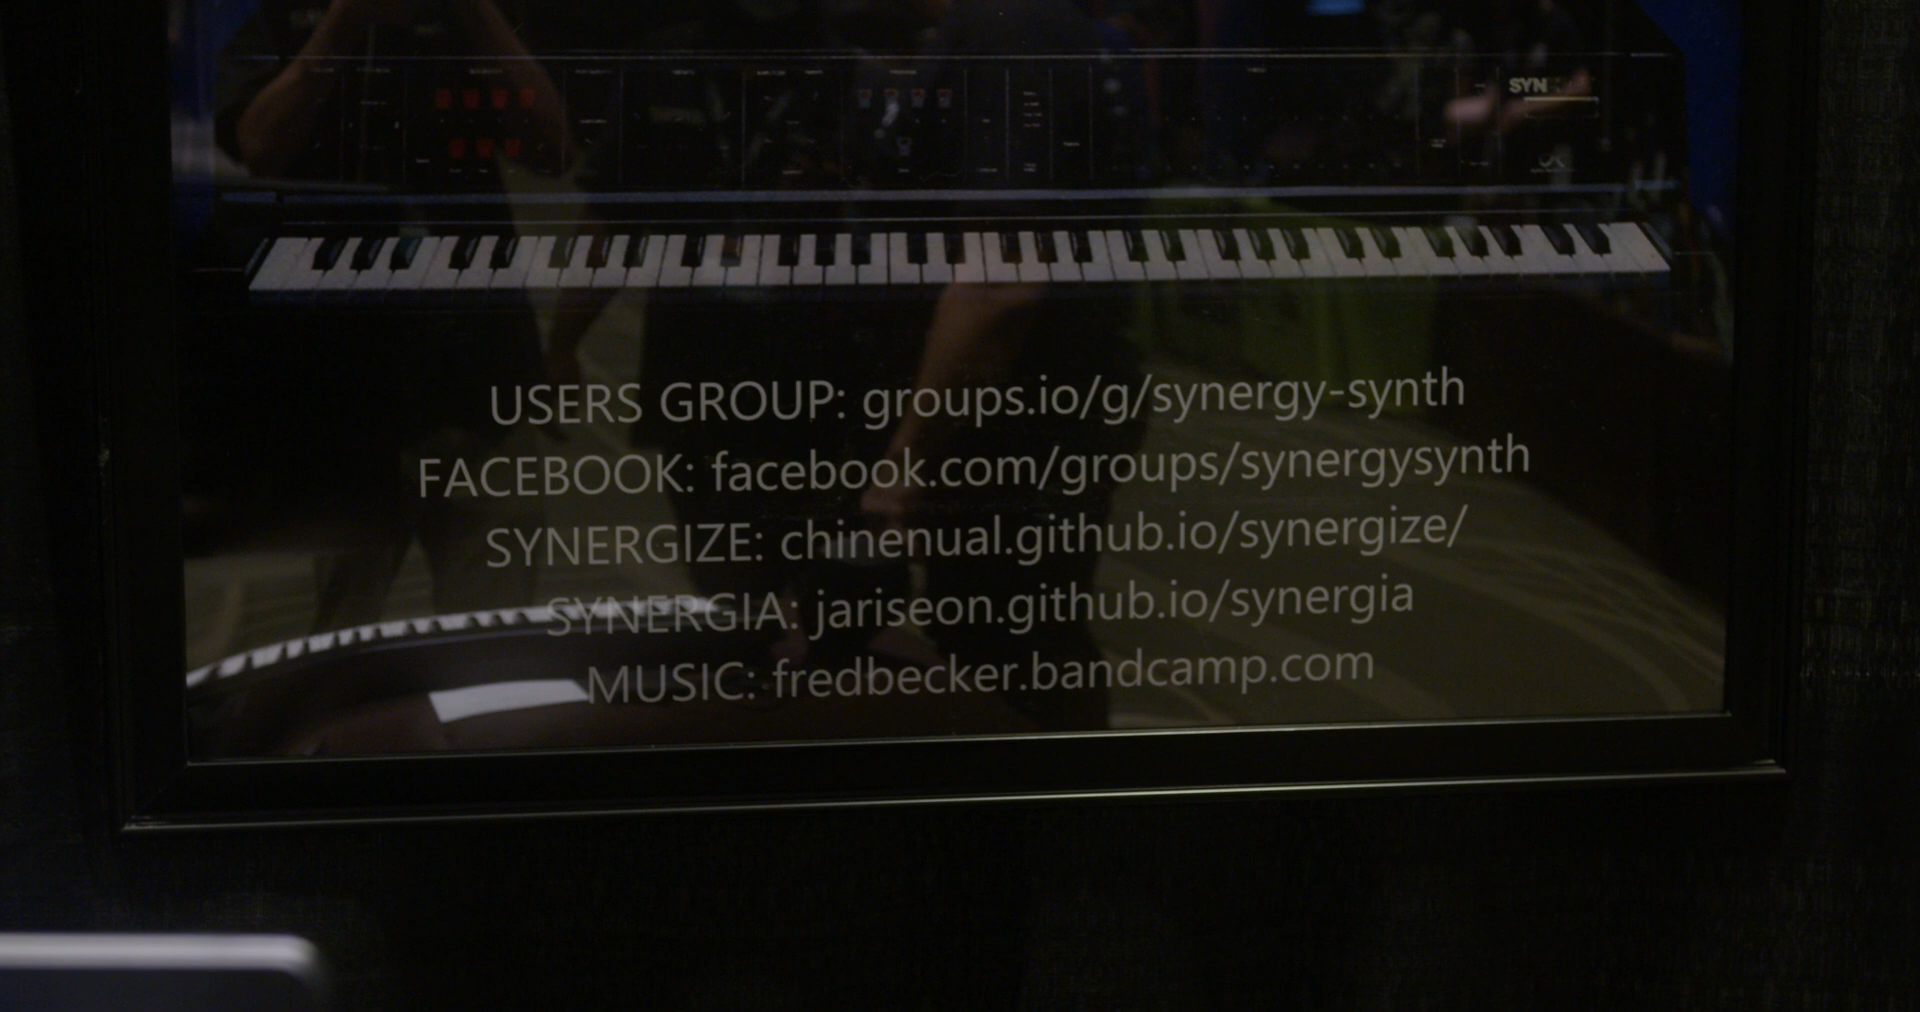 SYN
USERS GROUP: groups.io/g/synergy-synth
FACEBOOK: facebook.com/groups/synergysynth
SYNERGIZE: chinenual.github.io/synergize/
SYNERGIA: jariseon.github.io/synergia
MUSIC: fredbecker.bandcamp.com